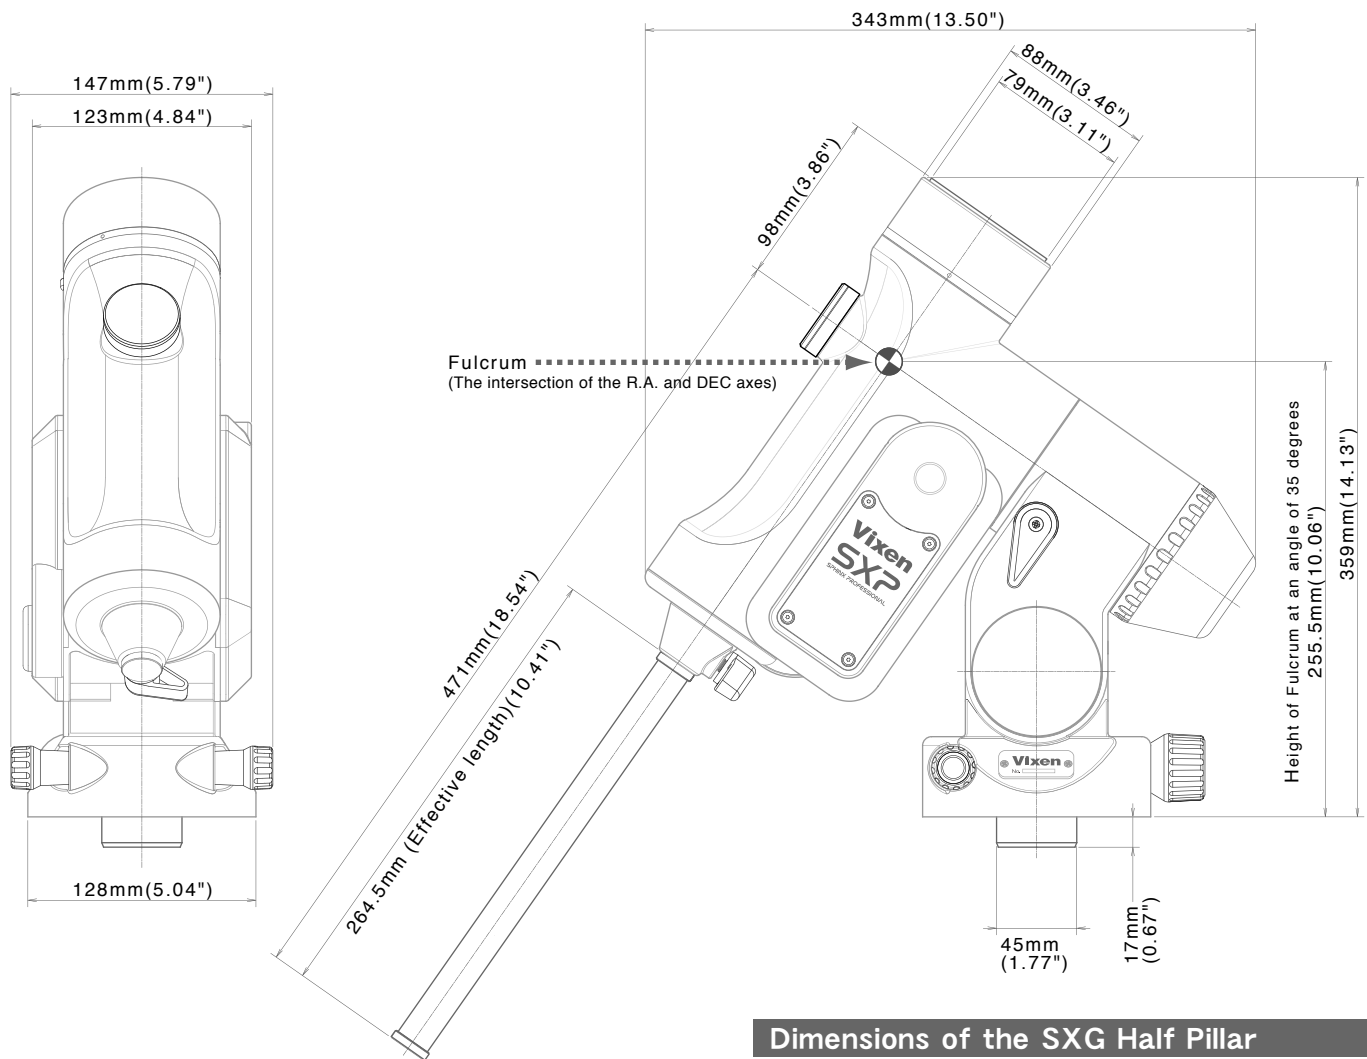 343mm(13.50")
88mm(3.46")
79mm(3.11")
147mm(5.79")
123mm(4.84")
98mm(3.86")
Fulcrum
(The intersection of the R.A. and DEC axes)
Height of Fulcrum at an angle of 35 degrees
255.5mm(10.06")
359mm(14.13")
Vixen
SXP
SPHINX PROFESSIONAL
471mm(18.54")
264.5mm (Effective length)(10.41")
Vixen
No.
128mm(5.04")
45mm
(1.77")
17mm
(0.67")
Dimensions of the SXG Half Pillar